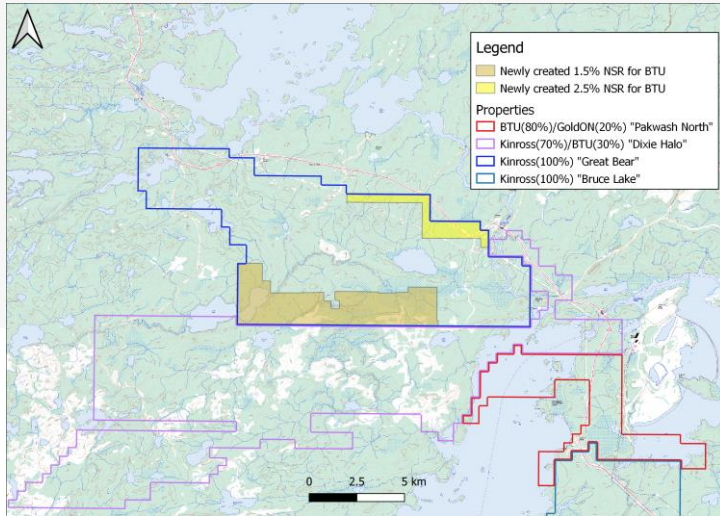 Legend
Newly created 1.5% NSR for BTU
Newly created 2.5% NSR for BTU
Properties
BTU(80%)/GoldON(20%) "Pakwash North"
Kinross(70%)/BTU(30%) "Dixie Halo"
Kinross(100%) "Great Bear"
Kinross(100%) "Bruce Lake"
0 2.5 5 km